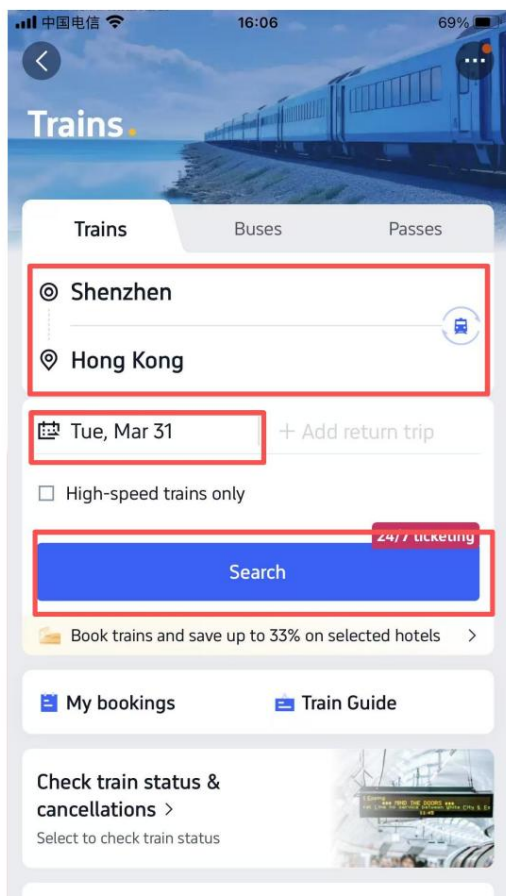 中国电信 16:06 69%
Trains.
Trains Buses Passes
Shenzhen
Hong Kong
Tue, Mar 31 + Add return trip
High-speed trains only
24/7 ticketing
Search
Book trains and save up to 33% on selected hotels >
My bookings Train Guide
Check train status &
cancellations >
Select to check train status